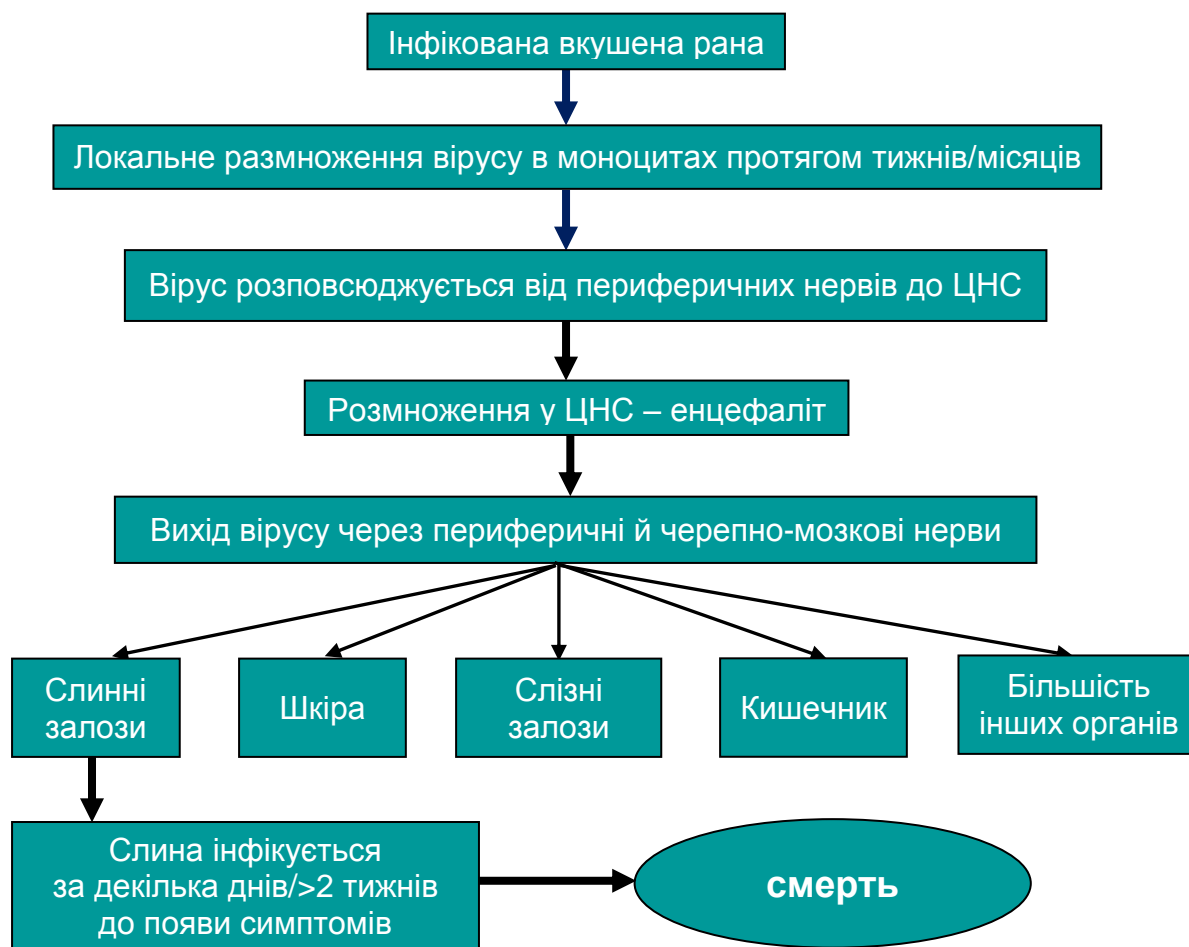 Інфікована вкушена рана
Локальне размноження вірусу в моноцитах протягом тижнів/місяців
Вірус розповсюджується від периферичних нервів до ЦНС
Розмноження у ЦНС – енцефаліт
Вихід вірусу через периферичні й черепно-мозкові нерви
Слинні
залози
Шкіра
Слізні
залози
Кишечник
Більшість
інших органів
Слина інфікується
за декілька днів/>2 тижнів
до появи симптомів
смерть